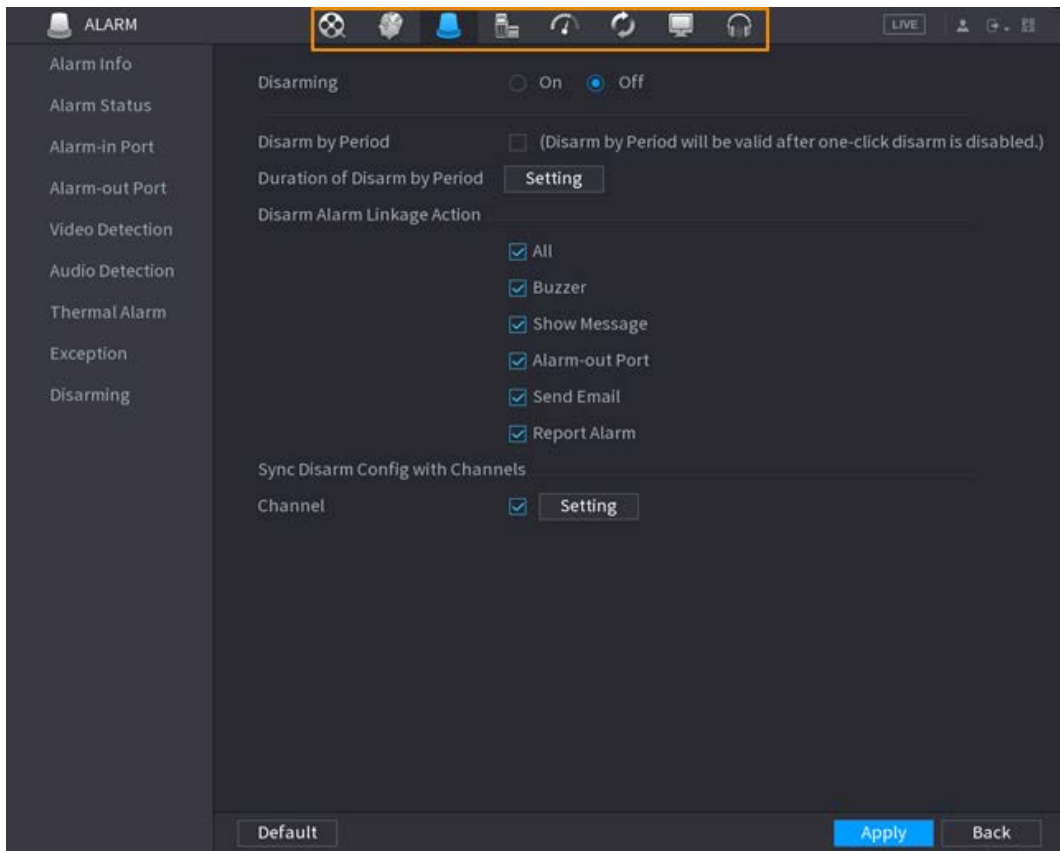 ALARM
LIVE
Alarm Info
Alarm Status
Alarm-in Port
Alarm-out Port
Video Detection
Audio Detection
Thermal Alarm
Exception
Disarming
Disarming On Off
Disarm by Period (Disarm by Period will be valid after one-click disarm is disabled.)
Duration of Disarm by Period Setting
Disarm Alarm Linkage Action
All
Buzzer
Show Message
Alarm-out Port
Send Email
Report Alarm
Sync Disarm Config with Channels
Channel Setting
Default Apply Back